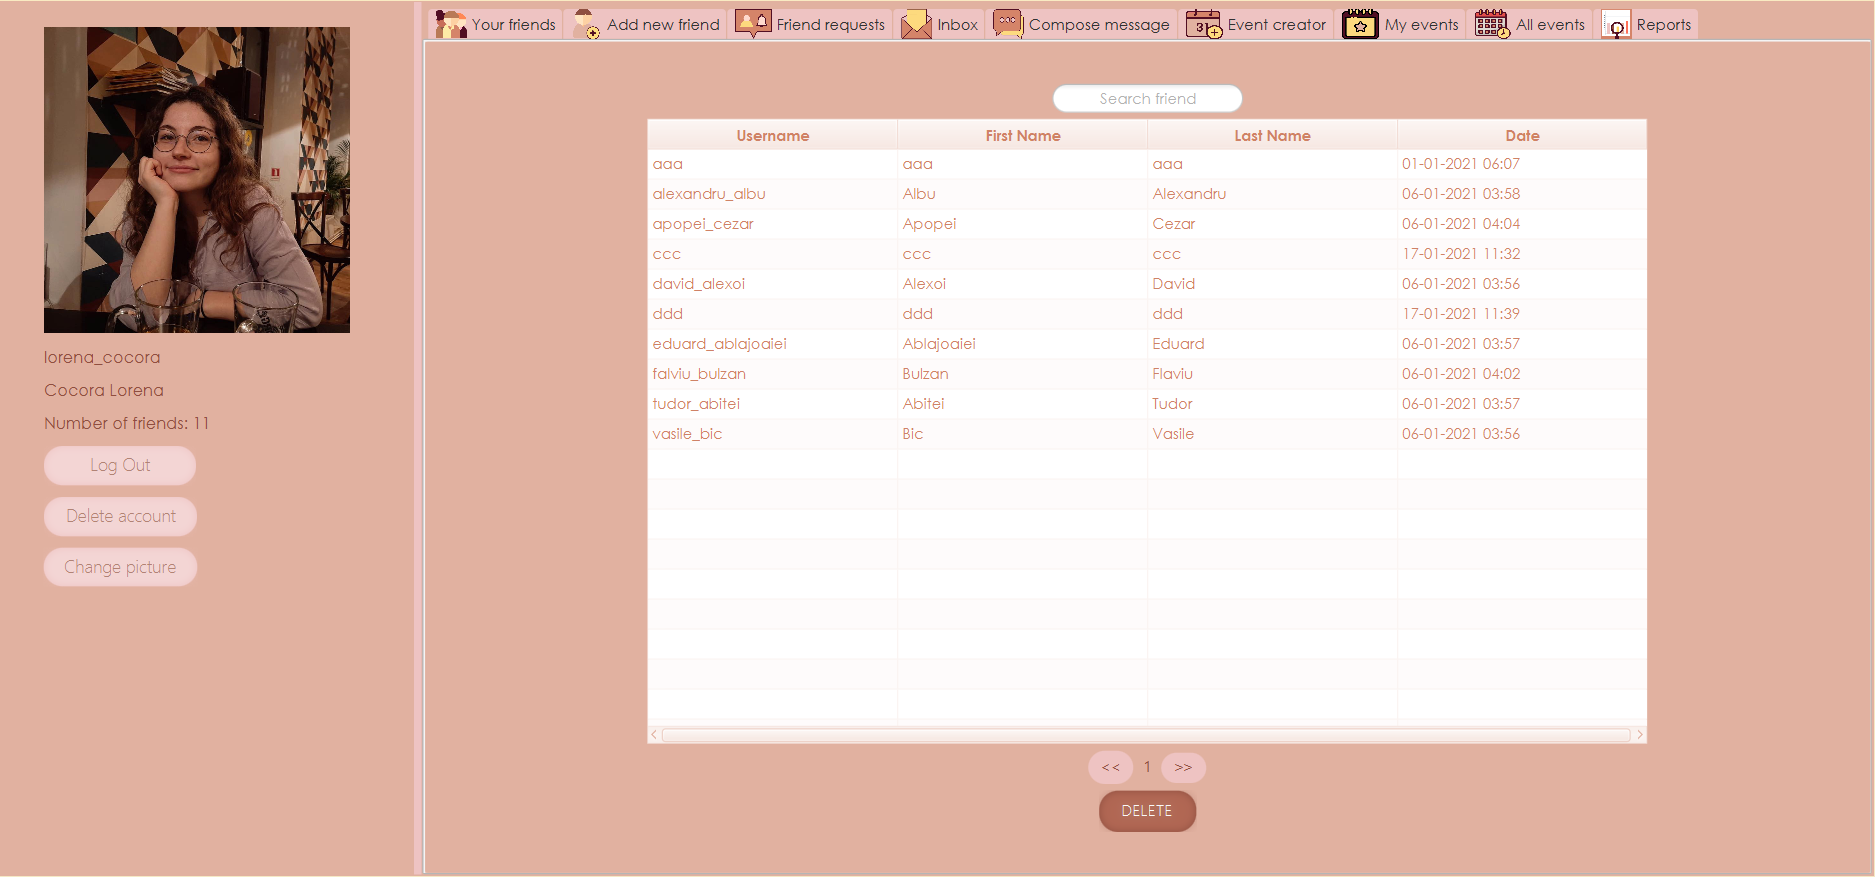 Your friends Add new friend Friend requests Inbox Compose message 31 Event creator My events All events Reports
Search friend
Username First Name Last Name Date
aaa aaa aaa 01-01-2021 06:07
alexandru_albu Albu Alexandru 06-01-2021 03:58
apopei_cezar Apopei Cezar 06-01-2021 04:04
ccc ccc ccc 17-01-2021 11:32
david_alexoi Alexoi David 06-01-2021 03:56
ddd ddd ddd 17-01-2021 11:39
eduard_ablajoaiei Ablajoaiei Eduard 06-01-2021 03:57
falviu_bulzan Bulzan Flaviu 06-01-2021 04:02
tudor_abitei Abitei Tudor 06-01-2021 03:57
vasile_bic Bic Vasile 06-01-2021 03:56
<< 1 >>
DELETE
lorena_cocora
Cocora Lorena
Number of friends: 11
Log Out
Delete account
Change picture